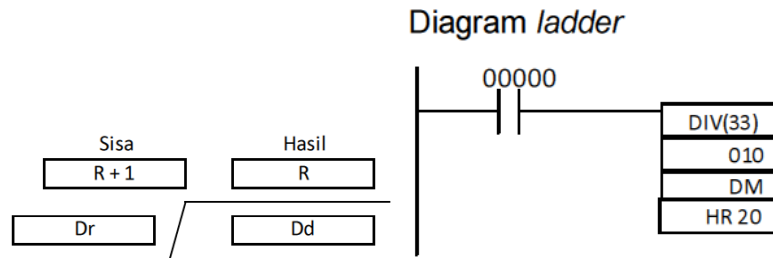 Diagram ladder
00000
DIV(33)
010
DM
HR 20
Sisa
Hasil
R + 1
R
Dr
Dd